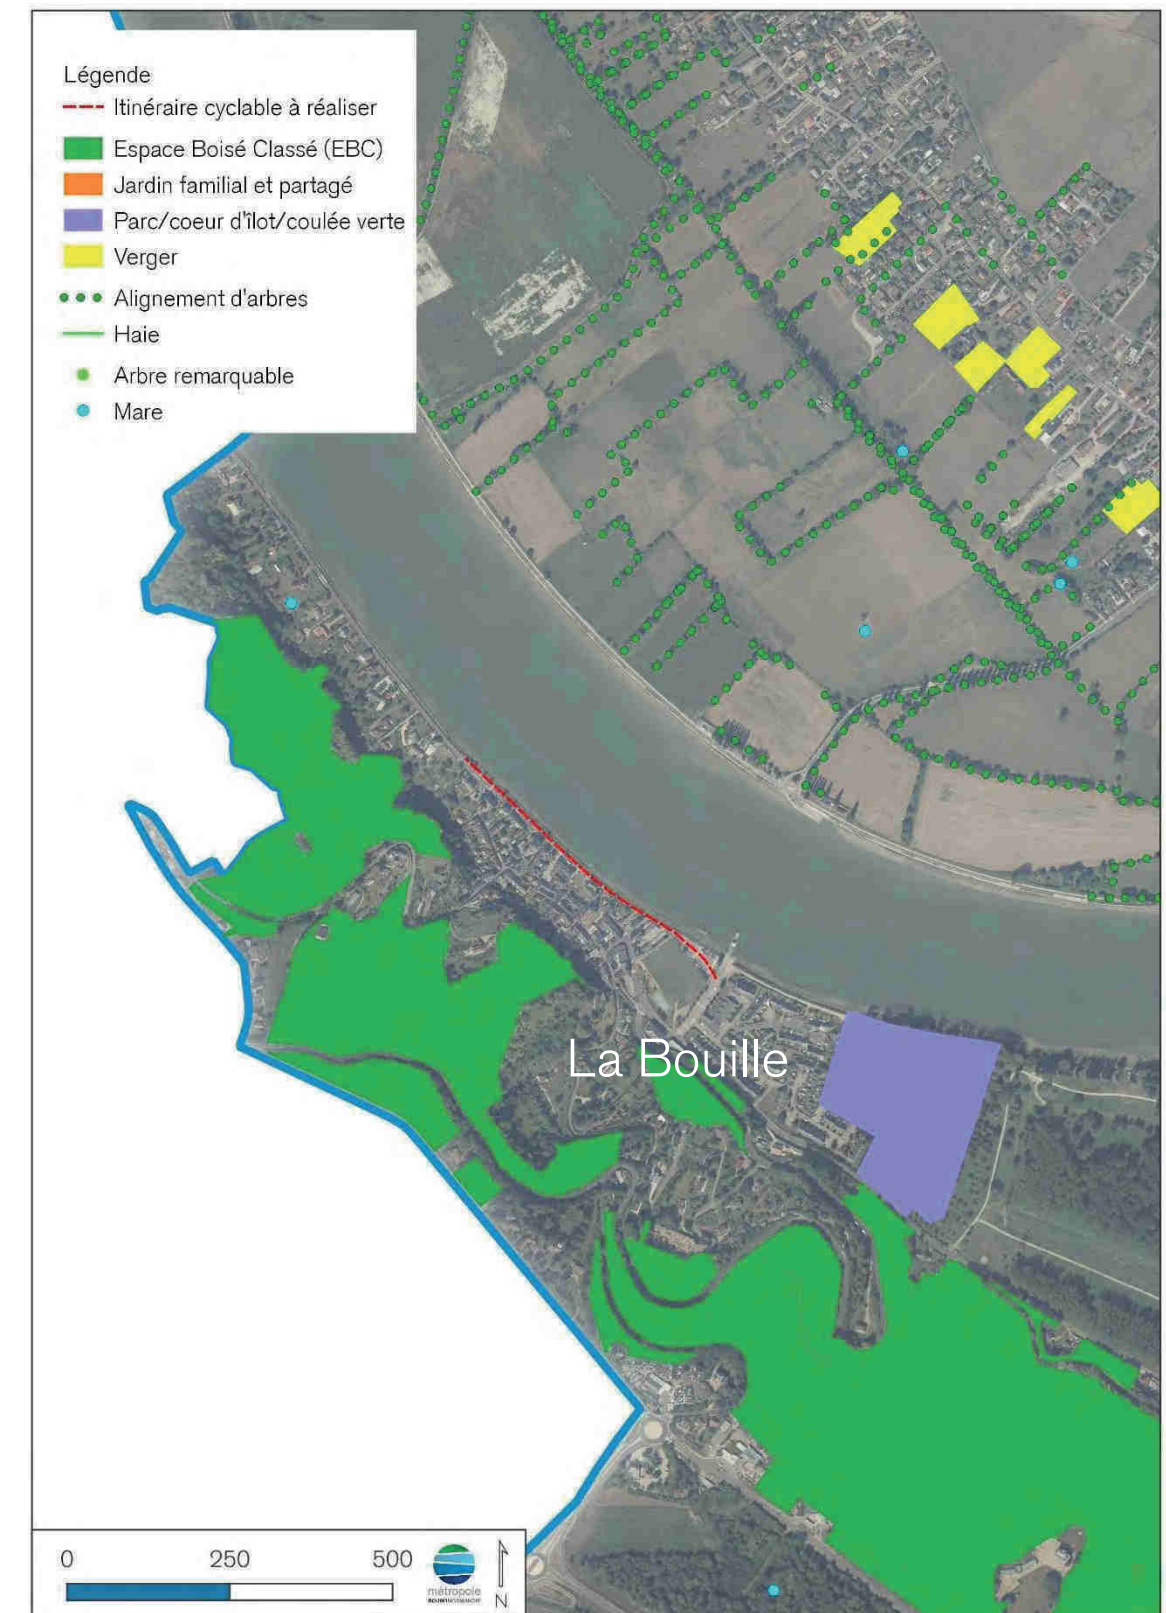 Légende
Itinéraire cyclable à réaliser
Espace Boisé Classé (EBC)
Jardin familial et partagé
Parc/coeur d'îlot/coulée verte
Verger
Alignement d'arbres
Haie
Arbre remarquable
Mare
La Bouille
0 250 500
métropole
ROUENNORMANDIE
N